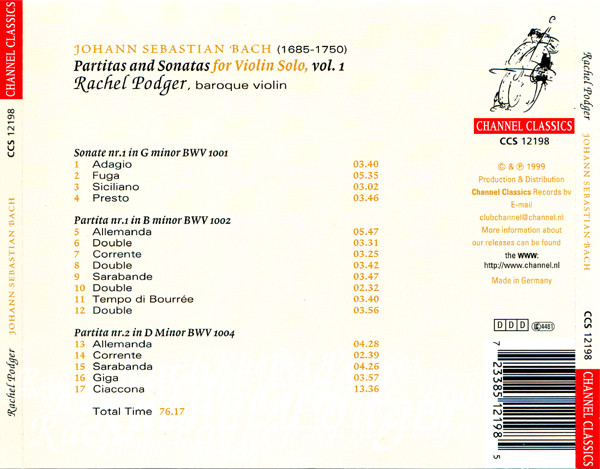 JOHANN SEBASTIAN BACH (1685-1750)
Partitas and Sonatas for Violin Solo, vol. 1
Rachel Podger, baroque violin
Sonate nr.1 in G minor BWV 1001
1 Adagio 03.40
2 Fuga 05.35
3 Siciliano 03.02
4 Presto 03.46
Partita nr.1 in B minor BWV 1002
5 Allemanda 05.47
6 Double 03.31
7 Corrente 03.25
8 Double 03.42
9 Sarabande 03.47
10 Double 02.32
11 Tempo di Bourrée 03.40
12 Double 03.56
Partita nr.2 in D Minor BWV 1004
13 Allemanda 04.28
14 Corrente 02.39
15 Sarabanda 04.26
16 Giga 03.57
17 Ciaccona 13.36
Total Time 76.17
CHANNEL CLASSICS
CCS 12198
© & ℗ 1999
Production & Distribution
Channel Classics Records bv
E-mail
clubchannel@channel.nl
More information about
our releases can be found
the WWW:
http://www.channel.nl
Made in Germany
D D D
7 23385 12198 5
CHANNEL CLASSICS
CCS 12198
JOHANN SEBASTIAN BACH
Rachel Podger
Rachel Podger
JOHANN SEBASTIAN BACH
CCS 12198
CHANNEL CLASSICS